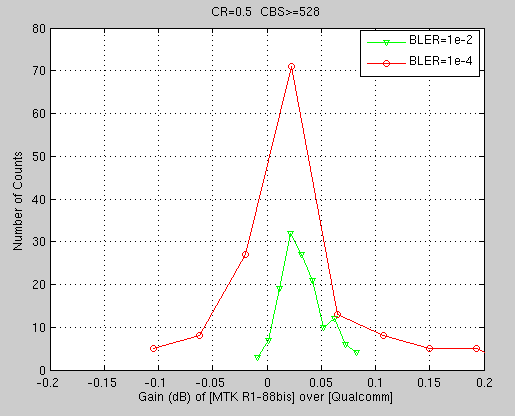 CR=0.5 CBS>=528
BLER=1e-2
BLER=1e-4
Number of Counts
80
70
60
50
40
30
20
10
0
-0.2 -0.15 -0.1 -0.05 0 0.05 0.1 0.15 0.2
Gain (dB) of [MTK R1-88bis] over [Qualcomm]